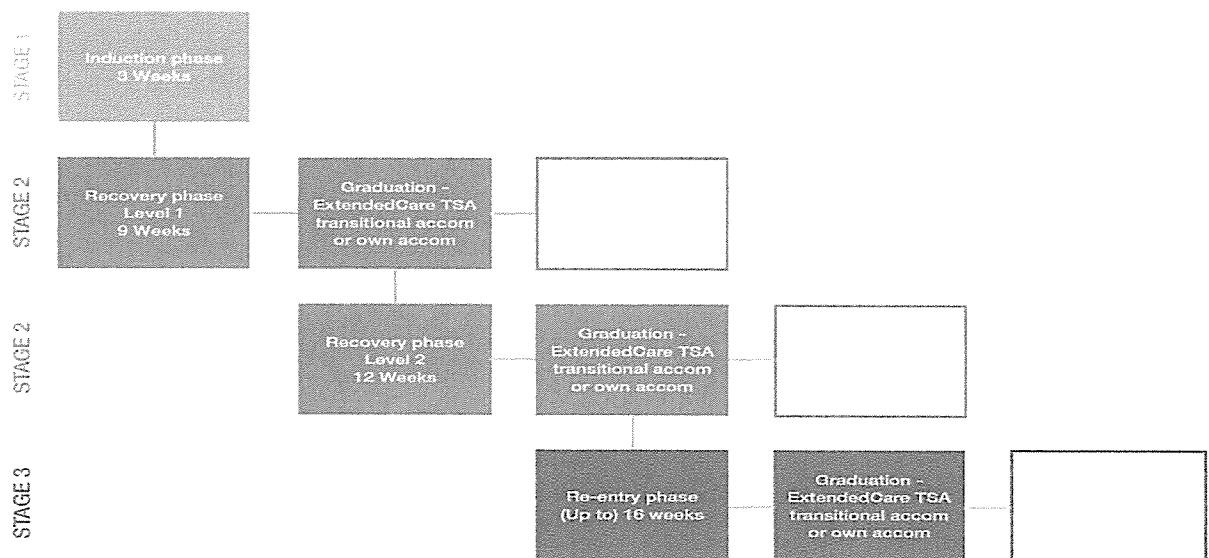 STAGE 1
Induction phase
3 Weeks
STAGE 2
Recovery phase
Level 1
9 Weeks
Graduation -
ExtendedCare TSA
transitional accom
or own accom
STAGE 2
Recovery phase
Level 2
12 Weeks
Graduation -
ExtendedCare TSA
transitional accom
or own accom
STAGE 3
Re-entry phase
(Up to) 16 weeks
Graduation -
ExtendedCare TSA
transitional accom
or own accom